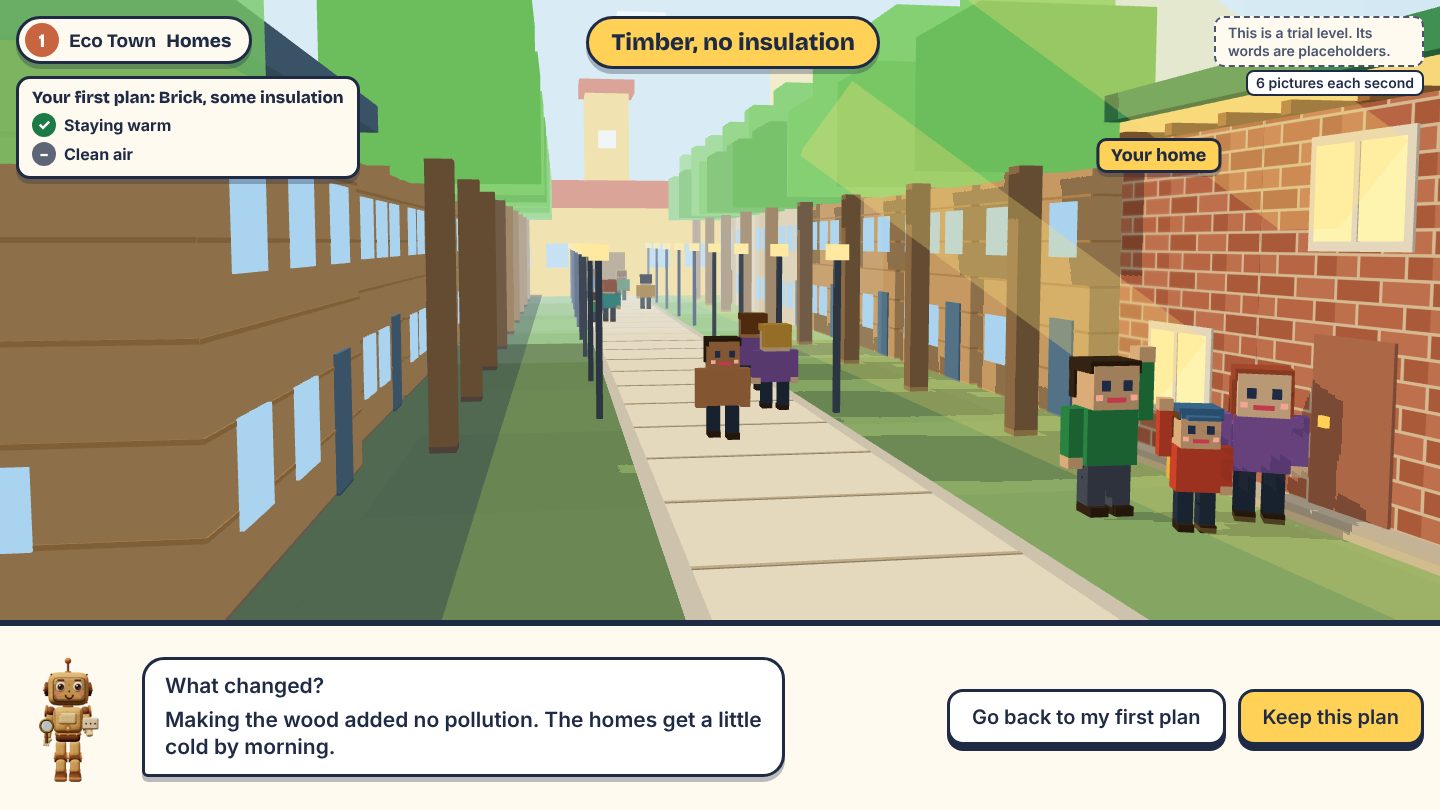 1 Eco Town Homes
Timber, no insulation
This is a trial level. Its
words are placeholders.
6 pictures each second
Your first plan: Brick, some insulation
Staying warm
Clean air
Your home
What changed?
Making the wood added no pollution. The homes get a little
cold by morning.
Go back to my first plan
Keep this plan